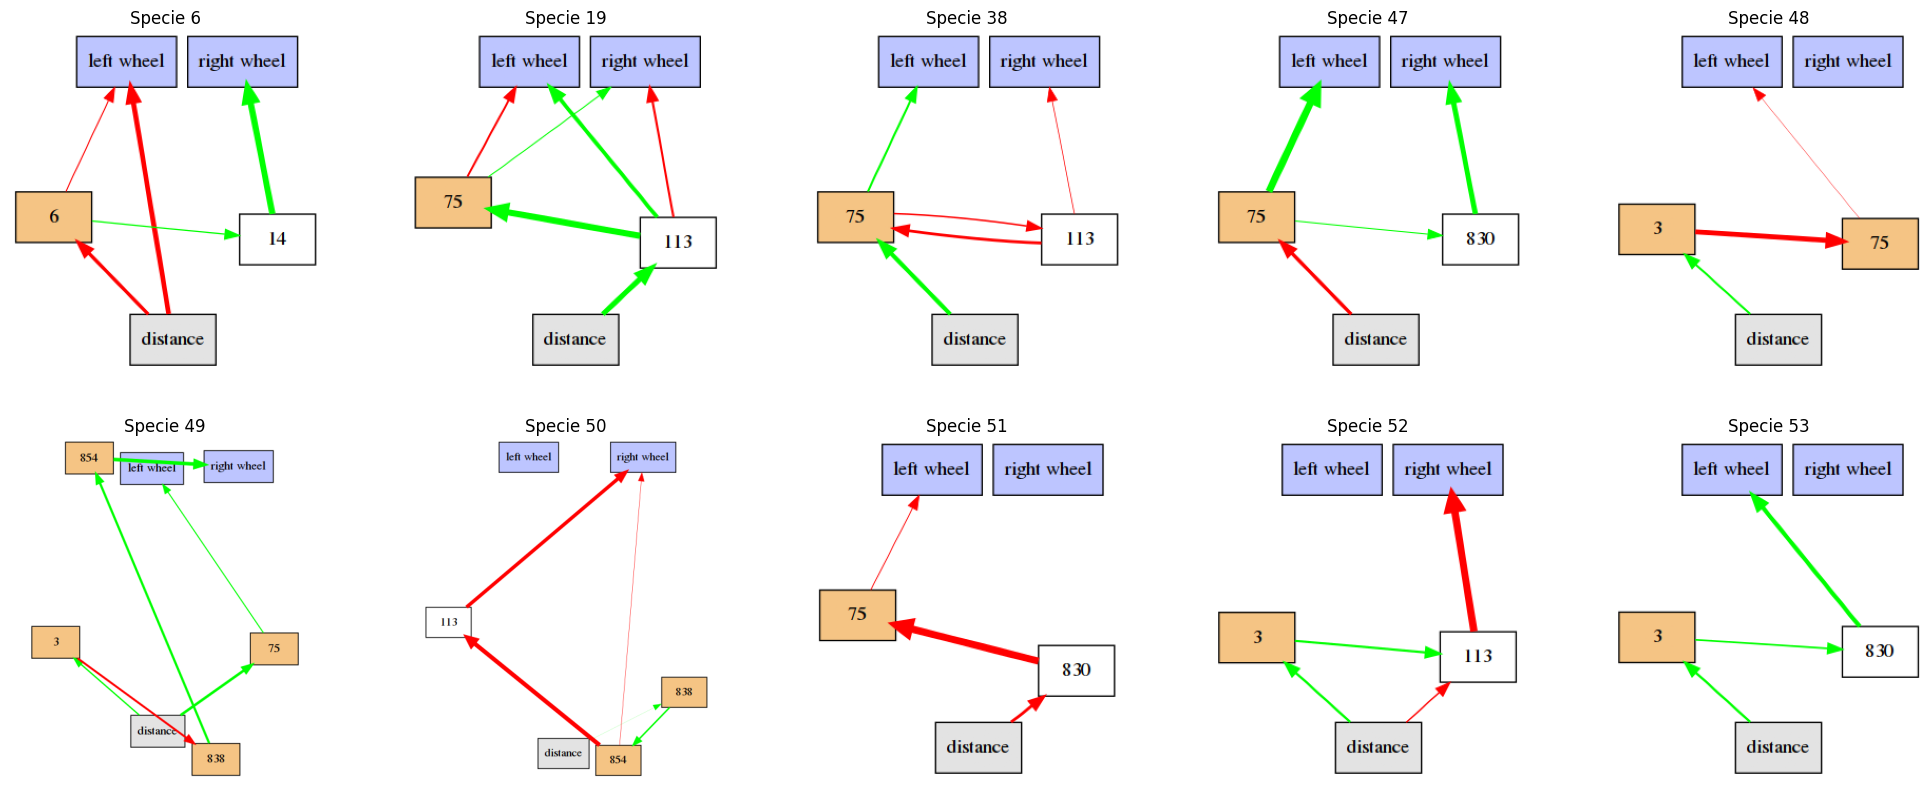 Specie 6
left wheel
right wheel
6
14
distance
Specie 19
left wheel
right wheel
75
113
distance
Specie 38
left wheel
right wheel
75
113
distance
Specie 47
left wheel
right wheel
75
830
distance
Specie 48
left wheel
right wheel
3
75
distance
Specie 49
854
left wheel
right wheel
3
75
distance
838
Specie 50
left wheel
right wheel
113
838
distance
854
Specie 51
left wheel
right wheel
75
830
distance
Specie 52
left wheel
right wheel
3
113
distance
Specie 53
left wheel
right wheel
3
830
distance